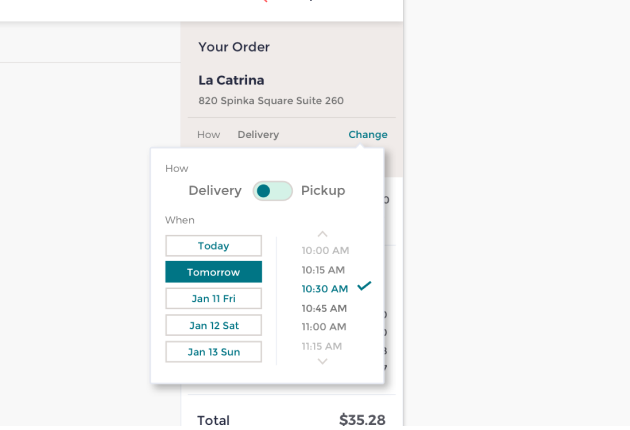 Your Order
La Catrina
820 Spinka Square Suite 260
How Delivery Change
How
Delivery Pickup
When
Today
Tomorrow
Jan 11 Fri
Jan 12 Sat
Jan 13 Sun
10:00 AM
10:15 AM
10:30 AM
10:45 AM
11:00 AM
11:15 AM
Total $35.28